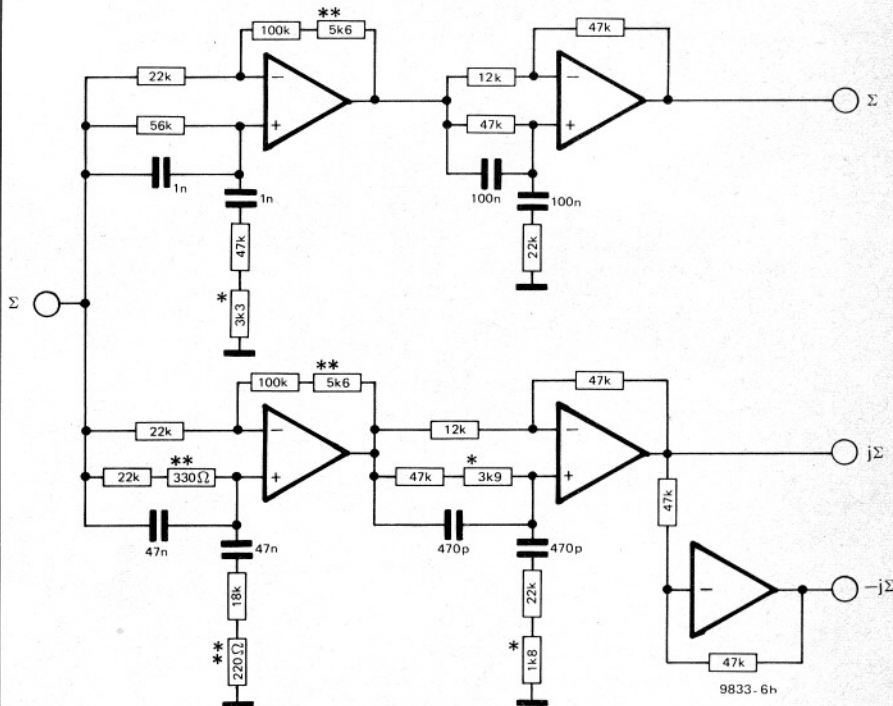 **
100k 5k6
47k
22k
12k
−
−
Σ
56k
+
47k
+
1n
1n
100n
100n
47k
22k
Σ
*
3k3
**
100k 5k6
47k
22k
−
12k
−
jΣ
**
*
22k 330Ω
+
47k 3k9
+
47k
47n
47n
470p
470p
18k
22k
−
−jΣ
**
220Ω
*
1k8
47k
9833-6b